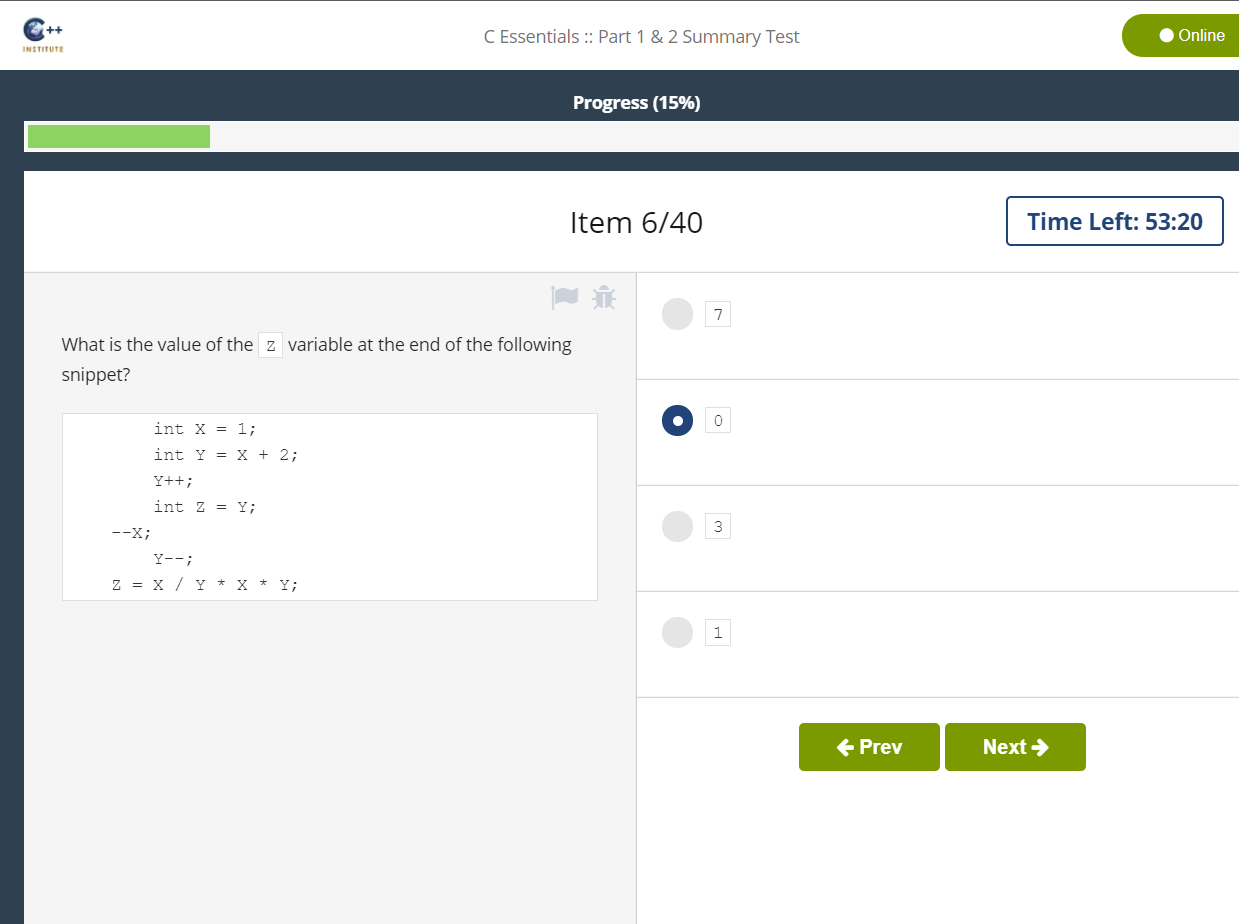 C++
INSTITUTE
C Essentials :: Part 1 & 2 Summary Test
Online
Progress (15%)
Item 6/40
Time Left: 53:20
What is the value of the Z variable at the end of the following
snippet?
int X = 1;
int Y = X + 2;
Y++;
int Z = Y;
--X;
Y--;
Z = X / Y * X * Y;
7
0
3
1
Prev
Next